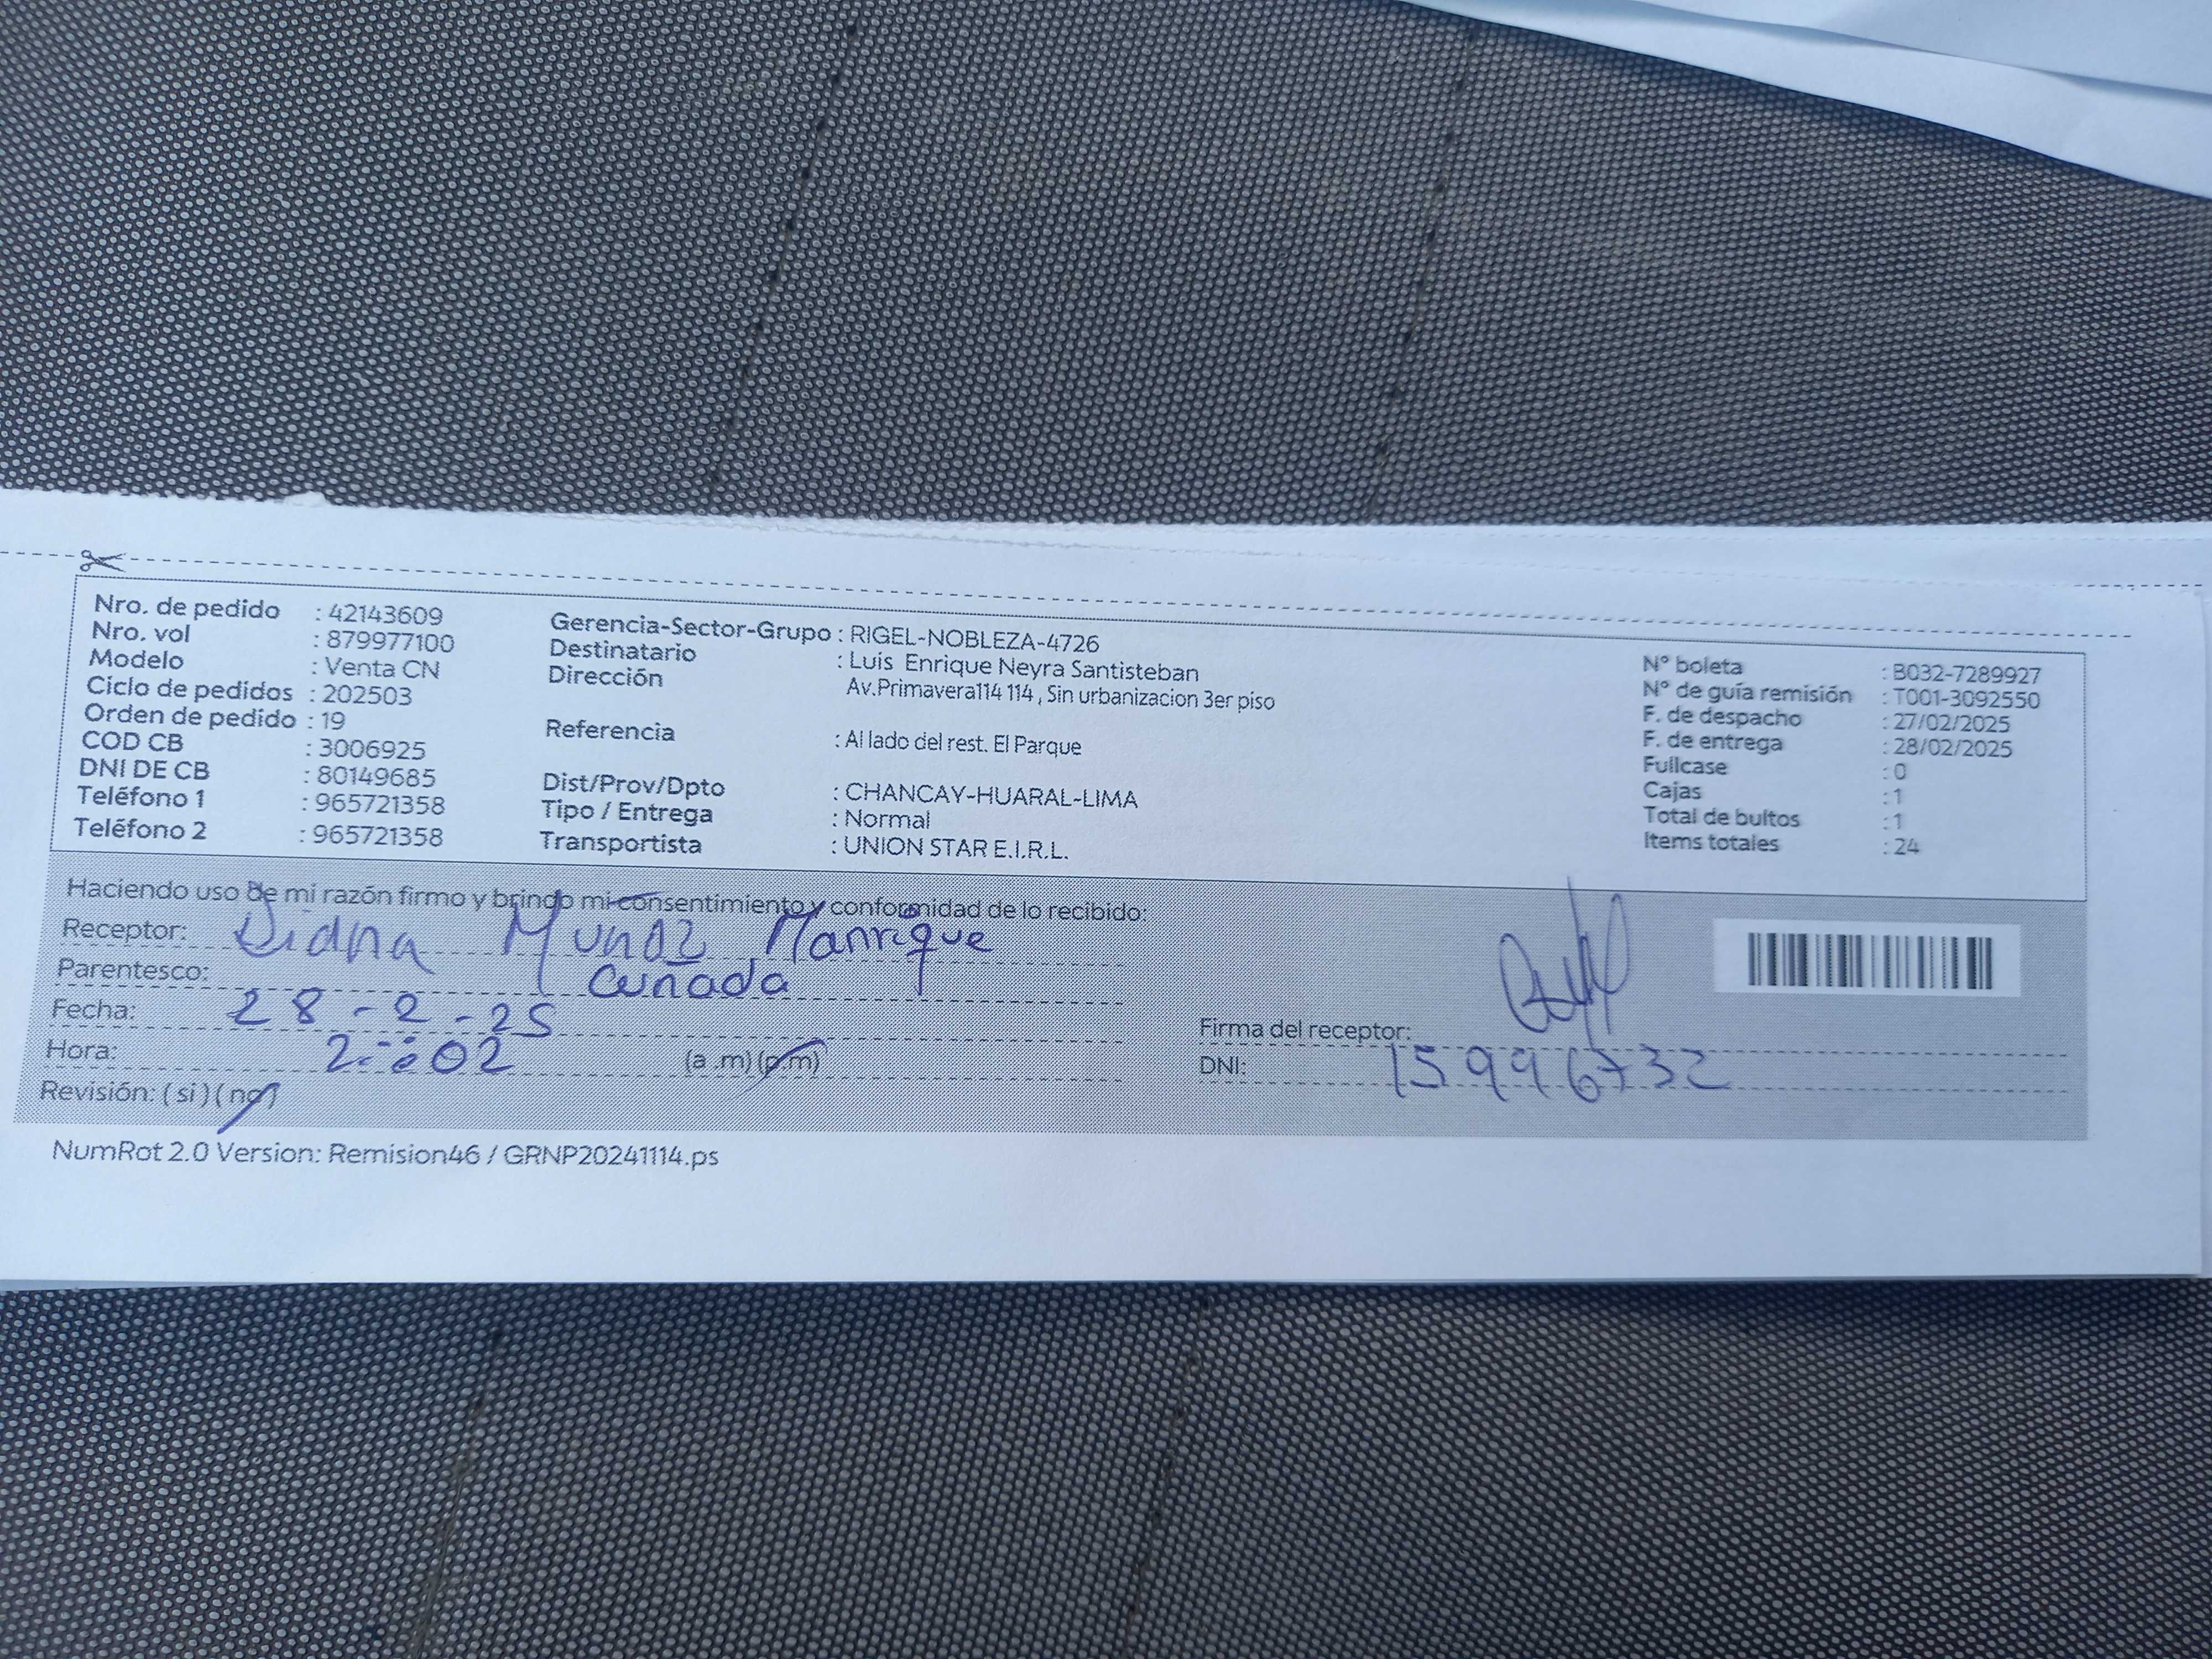 Nro. de pedido : 42143609
Nro. vol : 879977100
Modelo : Venta CN
Ciclo de pedidos : 202503
Orden de pedido : 19
COD CB : 3006925
DNI DE CB : 80149685
Teléfono 1 : 965721358
Teléfono 2 : 965721358
Gerencia-Sector-Grupo : RIGEL-NOBLEZA-4726
Destinatario : Luis Enrique Neyra Santisteban
Dirección Av.Primavera114 114 , Sin urbanizacion 3er piso
Referencia : Al lado del rest. El Parque
Dist/Prov/Dpto : CHANCAY-HUARAL-LIMA
Tipo / Entrega : Normal
Transportista : UNION STAR E.I.R.L.
N° boleta : B032-7289927
N° de guía remisión : T001-3092550
F. de despacho : 27/02/2025
F. de entrega : 28/02/2025
Fullcase : 0
Cajas : 1
Total de bultos : 1
Items totales : 24
Haciendo uso de mi razón firmo y brindo mi consentimiento y conformidad de lo recibido:
Receptor: Diana Munoz Manrique
Parentesco: Cunada
Fecha: 28-2-25
Hora: 02 (a .m) (p.m)
Revisión: ( si ) ( no )
Firma del receptor:
DNI: 15996732
NumRot 2.0 Version: Remision46 / GRNP20241114.ps